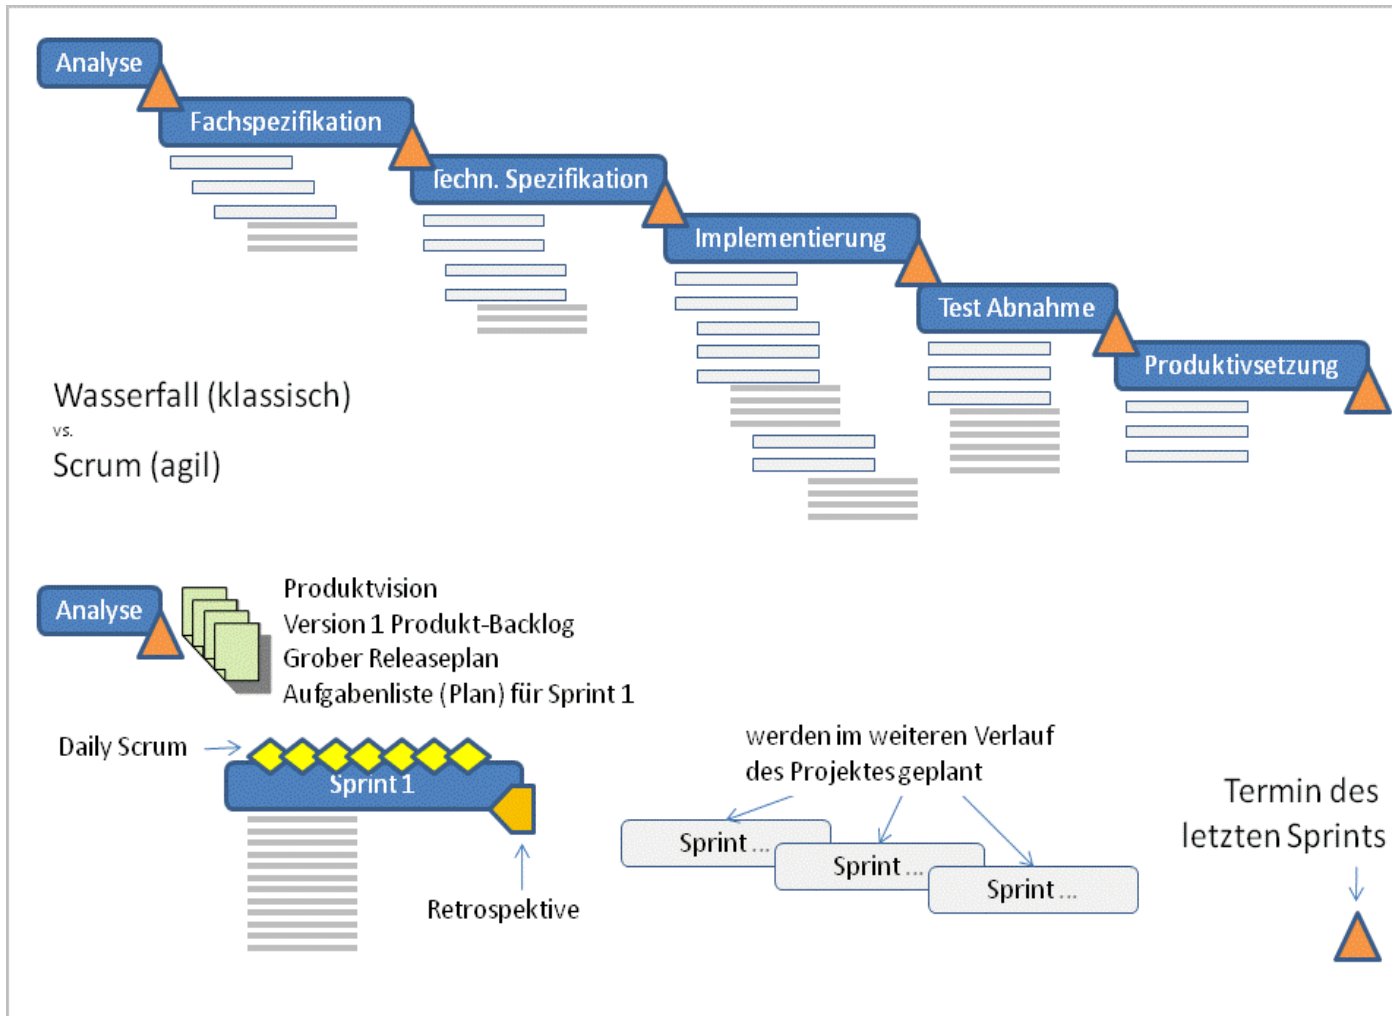 Analyse
Fachspezifikation
Techn. Spezifikation
Implementierung
Test Abnahme
Produktivsetzung
Wasserfall (klassisch)
vs.
Scrum (agil)
Analyse
Produktvision
Version 1 Produkt-Backlog
Grober Releaseplan
Aufgabenliste (Plan) für Sprint 1
Daily Scrum
Sprint 1
Retrospektive
werden im weiteren Verlauf
des Projektes geplant
Sprint ...
Sprint ...
Sprint ...
Termin des
letzten Sprints